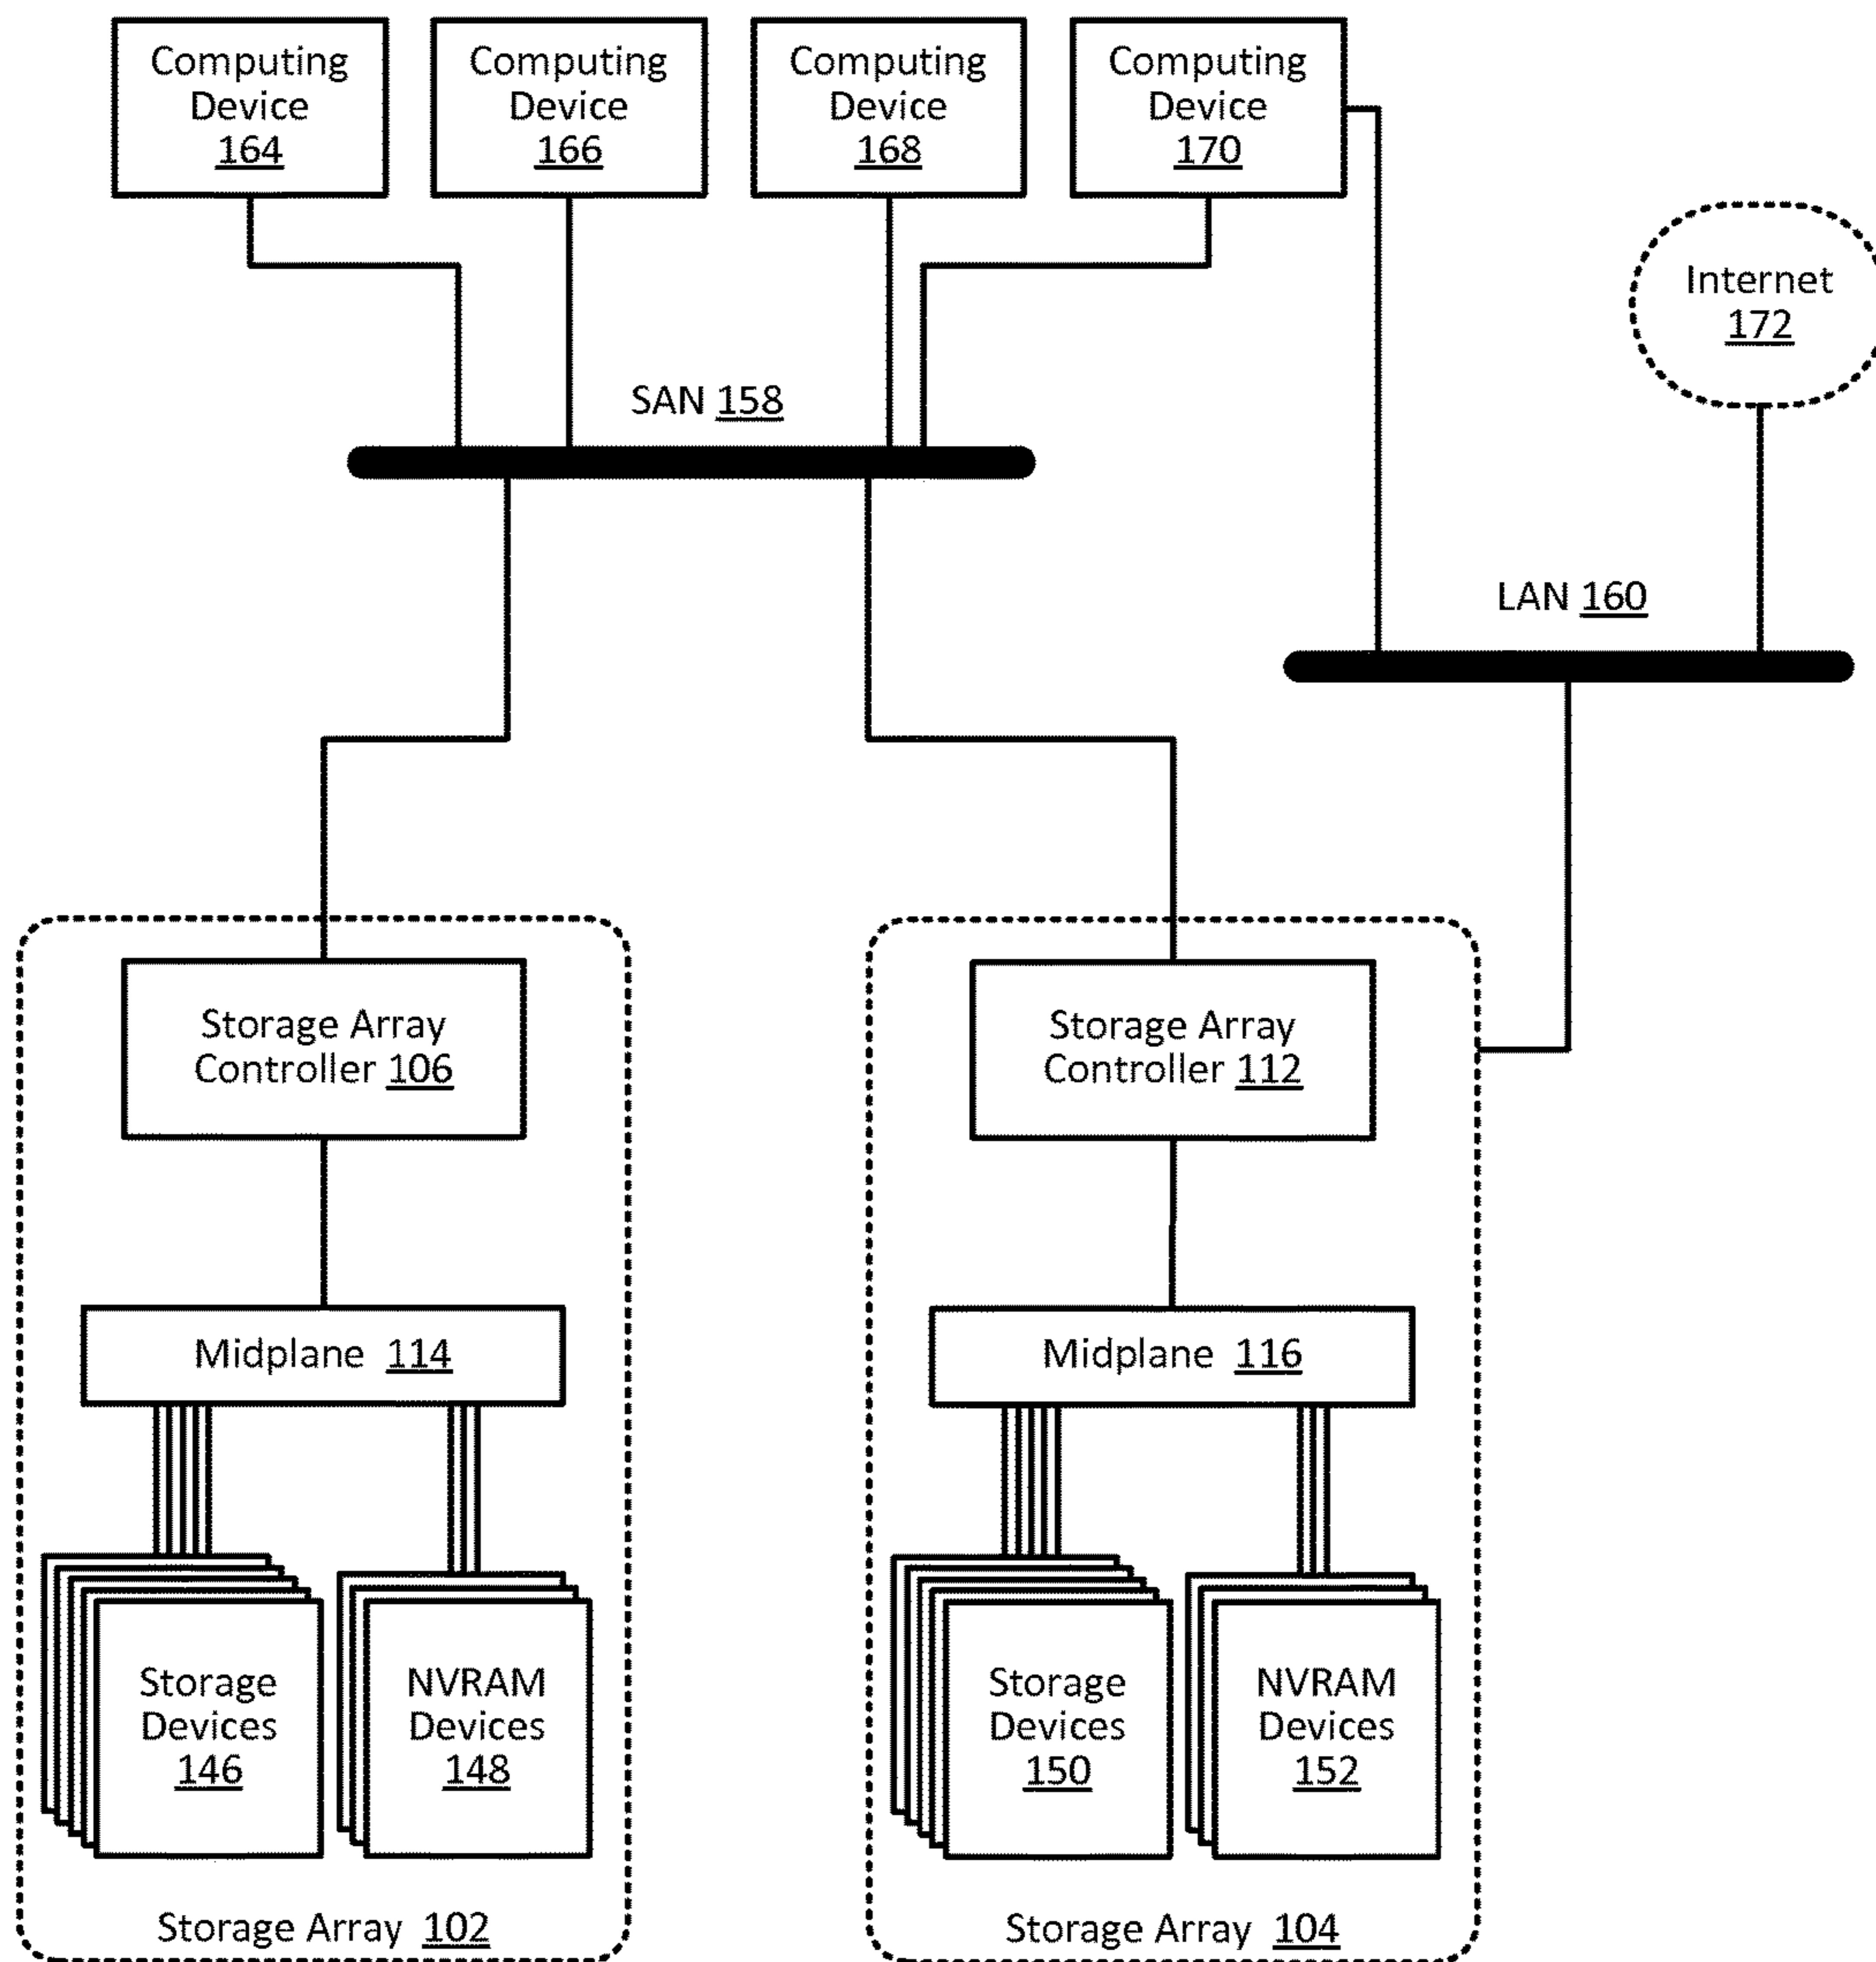 Computing
Device
164
Computing
Device
166
Computing
Device
168
Computing
Device
170
Internet
172
SAN 158
LAN 160
Storage Array
Controller 106
Storage Array
Controller 112
Midplane 114
Midplane 116
Storage
Devices
146
NVRAM
Devices
148
Storage
Devices
150
NVRAM
Devices
152
Storage Array 102
Storage Array 104